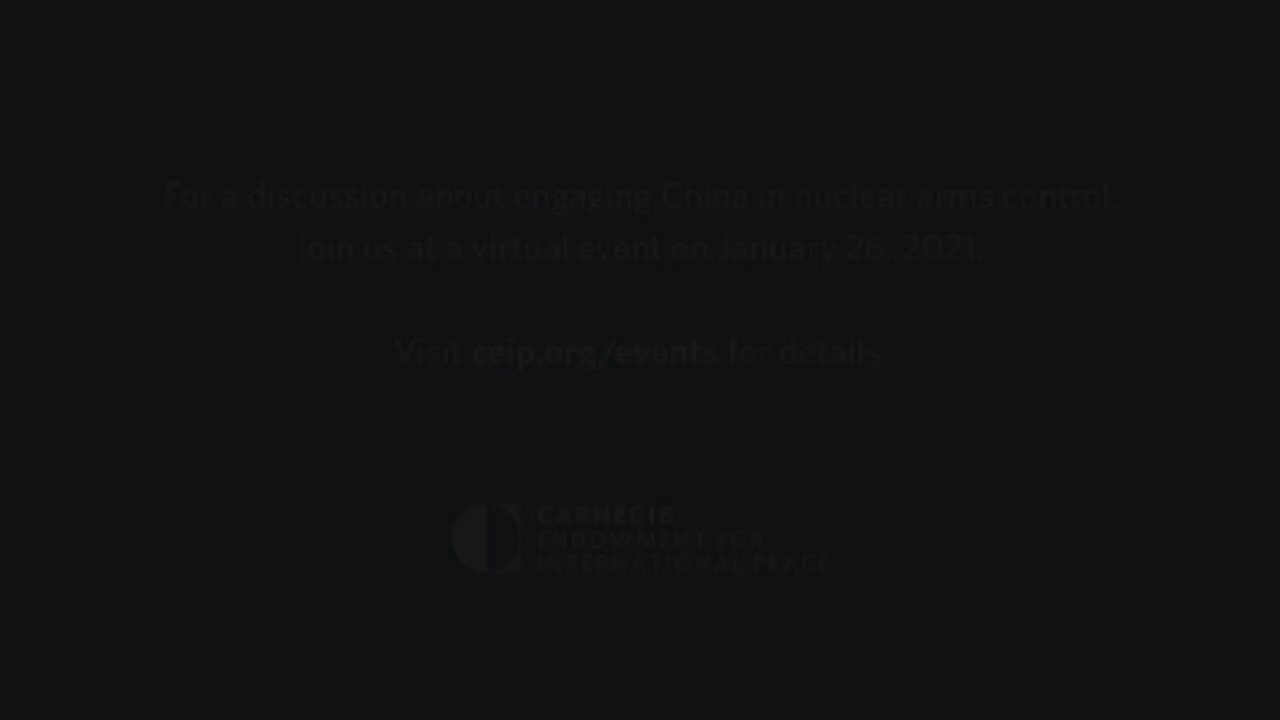 For a discussion about engaging China in nuclear arms control,
join us at a virtual event on January 26, 2021.
Visit ceip.org/events for details.
CARNEGIE
ENDOWMENT FOR
INTERNATIONAL PEACE